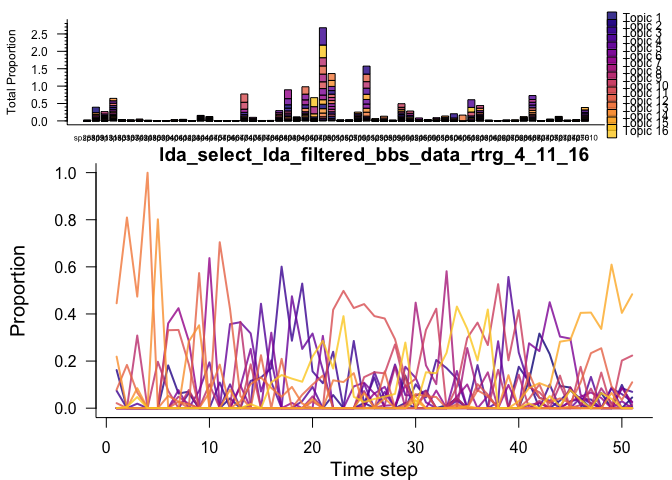 Total Proportion
2.5
2.0
1.5
1.0
0.5
0.0
Topic 1
Topic 2
Topic 3
Topic 4
Topic 5
Topic 6
Topic 7
Topic 8
Topic 9
Topic 10
Topic 11
Topic 12
Topic 13
Topic 14
Topic 15
Topic 16
lda_select_lda_filtered_bbs_data_rtrg_4_11_16
Proportion
1.0
0.8
0.6
0.4
0.2
0.0
0 10 20 30 40 50
Time step